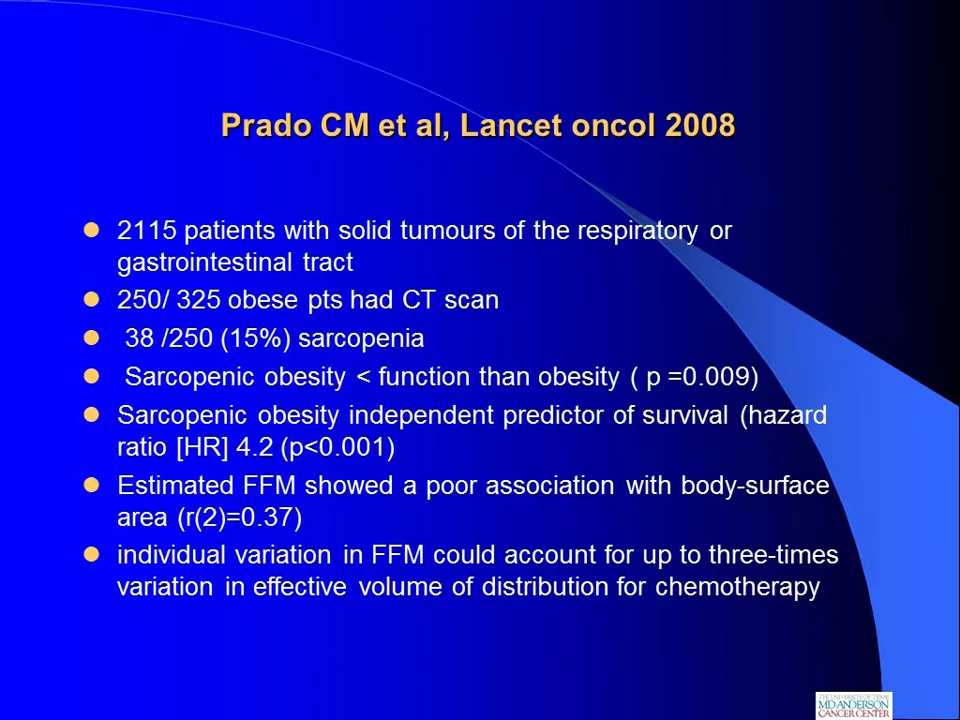 Prado CM et al, Lancet oncol 2008
2115 patients with solid tumours of the respiratory or
gastrointestinal tract
250/ 325 obese pts had CT scan
38 /250 (15%) sarcopenia
Sarcopenic obesity < function than obesity ( p =0.009)
Sarcopenic obesity independent predictor of survival (hazard
ratio [HR] 4.2 (p<0.001)
Estimated FFM showed a poor association with body-surface
area (r(2)=0.37)
individual variation in FFM could account for up to three-times
variation in effective volume of distribution for chemotherapy
THE UNIVERSITY OF TEXAS
MD ANDERSON
CANCER CENTER